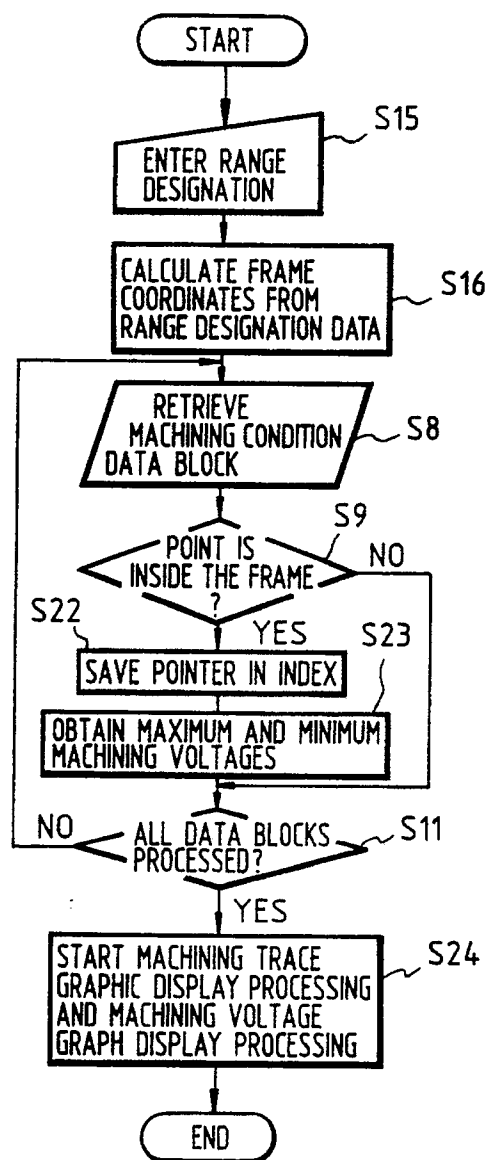 START
S15
ENTER RANGE
DESIGNATION
CALCULATE FRAME
COORDINATES FROM
RANGE DESIGNATION DATA
S16
RETRIEVE
MACHINING CONDITION
DATA BLOCK
S8
S9
POINT IS
INSIDE THE FRAME
?
NO
S22
YES
S23
SAVE POINTER IN INDEX
OBTAIN MAXIMUM AND MINIMUM
MACHINING VOLTAGES
NO
ALL DATA BLOCKS
PROCESSED?
S11
YES
START MACHINING TRACE
GRAPHIC DISPLAY PROCESSING
AND MACHINING VOLTAGE
GRAPH DISPLAY PROCESSING
S24
END